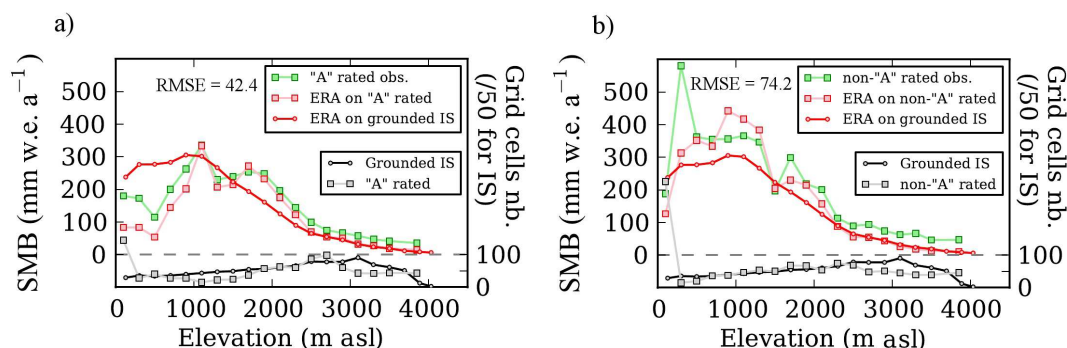 a)
SMB (mm w.e. a⁻¹)
500
400
300
200
100
0
RMSE = 42.4
"A" rated obs.
ERA on "A" rated
ERA on grounded IS
Grounded IS
"A" rated
Grid cells nb.
(/50 for IS)
100
0
0 1000 2000 3000 4000
Elevation (m asl)
b)
SMB (mm w.e. a⁻¹)
500
400
300
200
100
0
RMSE = 74.2
non-"A" rated obs.
ERA on non-"A" rated
ERA on grounded IS
Grounded IS
non-"A" rated
Grid cells nb.
(/50 for IS)
100
0
0 1000 2000 3000 4000
Elevation (m asl)